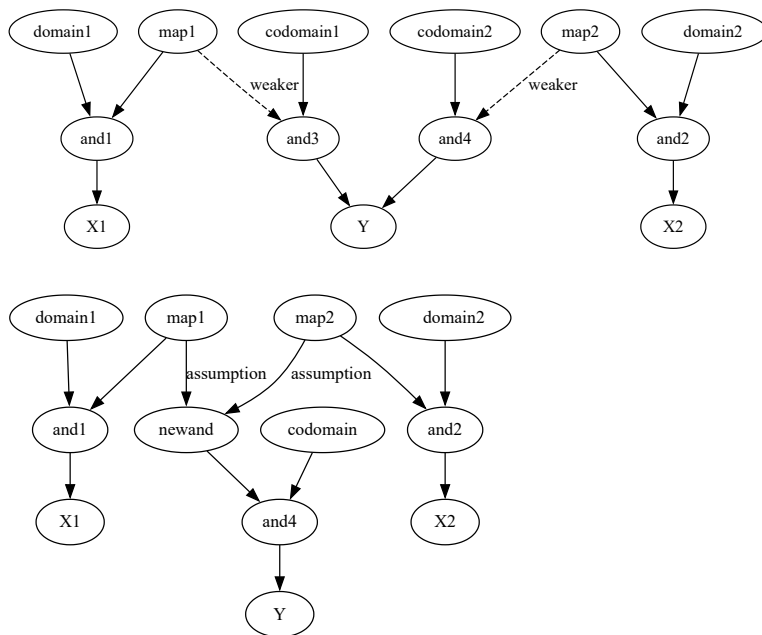 domain1 map1 codomain1 codomain2 map2 domain2
weaker weaker
and1 and3 and4 and2
X1 Y X2
domain1 map1 map2 domain2
assumption assumption
and1 newand codomain and2
X1 and4 X2
Y